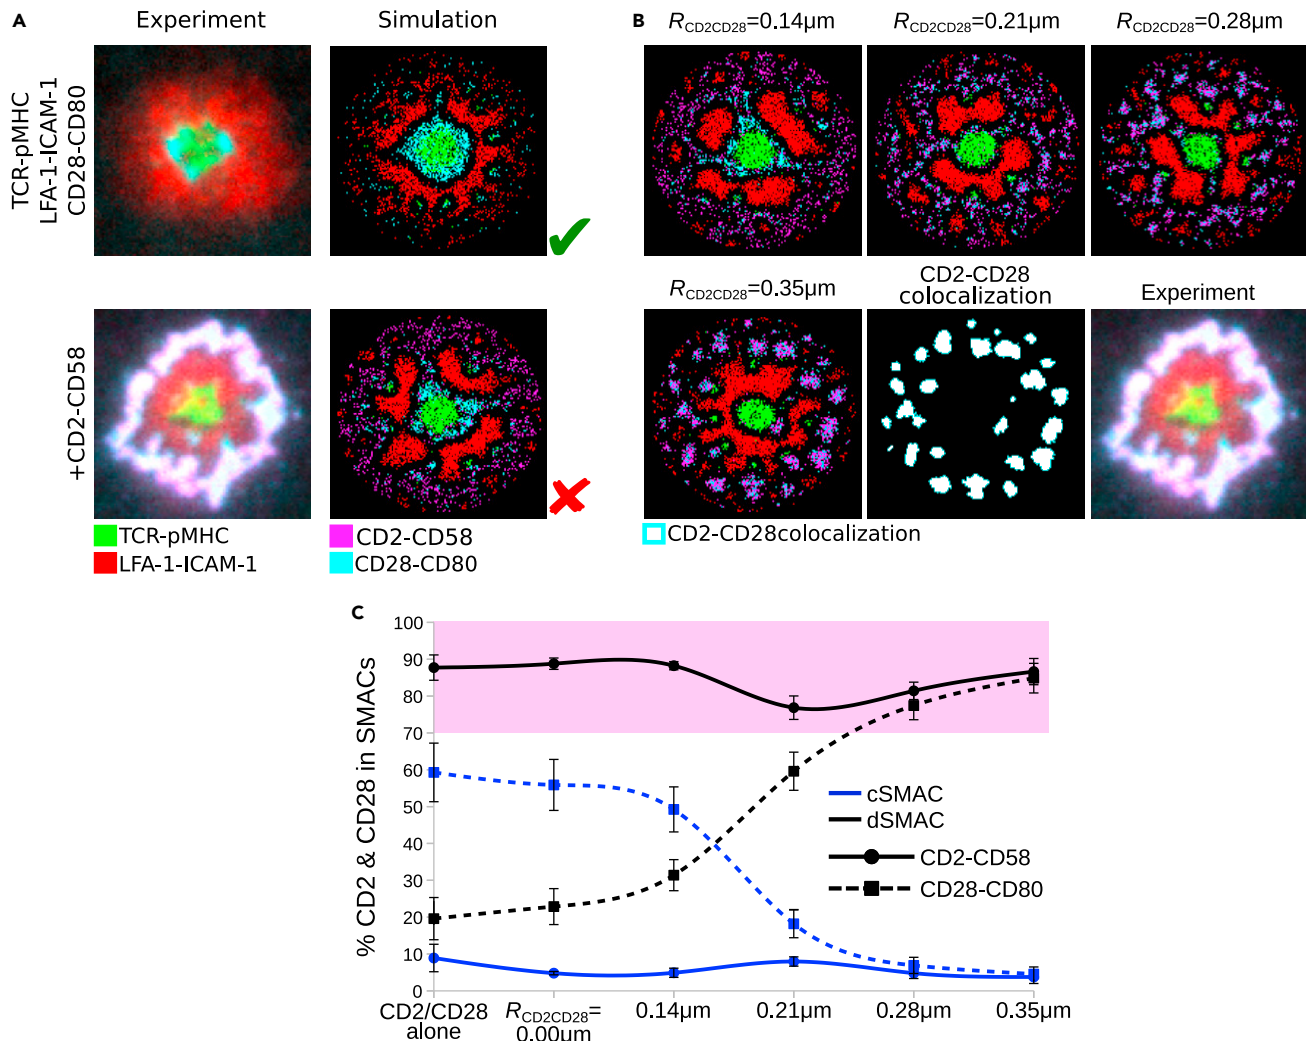 A
Experiment
Simulation
TCR-pMHC
LFA-1-ICAM-1
CD28-CD80
+CD2-CD58
TCR-pMHC
LFA-1-ICAM-1
CD2-CD58
CD28-CD80
B
RCD2CD28=0.14μm
RCD2CD28=0.21μm
RCD2CD28=0.28μm
RCD2CD28=0.35μm
CD2-CD28
colocalization
Experiment
CD2-CD28colocalization
C
% CD2 & CD28 in SMACs
100
90
80
70
60
50
40
30
20
10
0
cSMAC
dSMAC
CD2-CD58
CD28-CD80
CD2/CD28
alone
RCD2CD28=
0.00μm
0.14μm
0.21μm
0.28μm
0.35μm